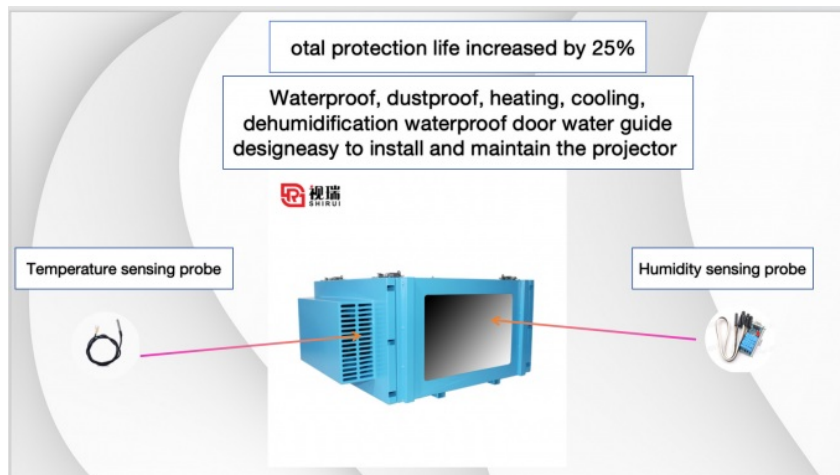 otal protection life increased by 25%
Waterproof, dustproof, heating, cooling,
dehumidification waterproof door water guide
designeasy to install and maintain the projector
视瑞
SHIRUI
Temperature sensing probe
Humidity sensing probe